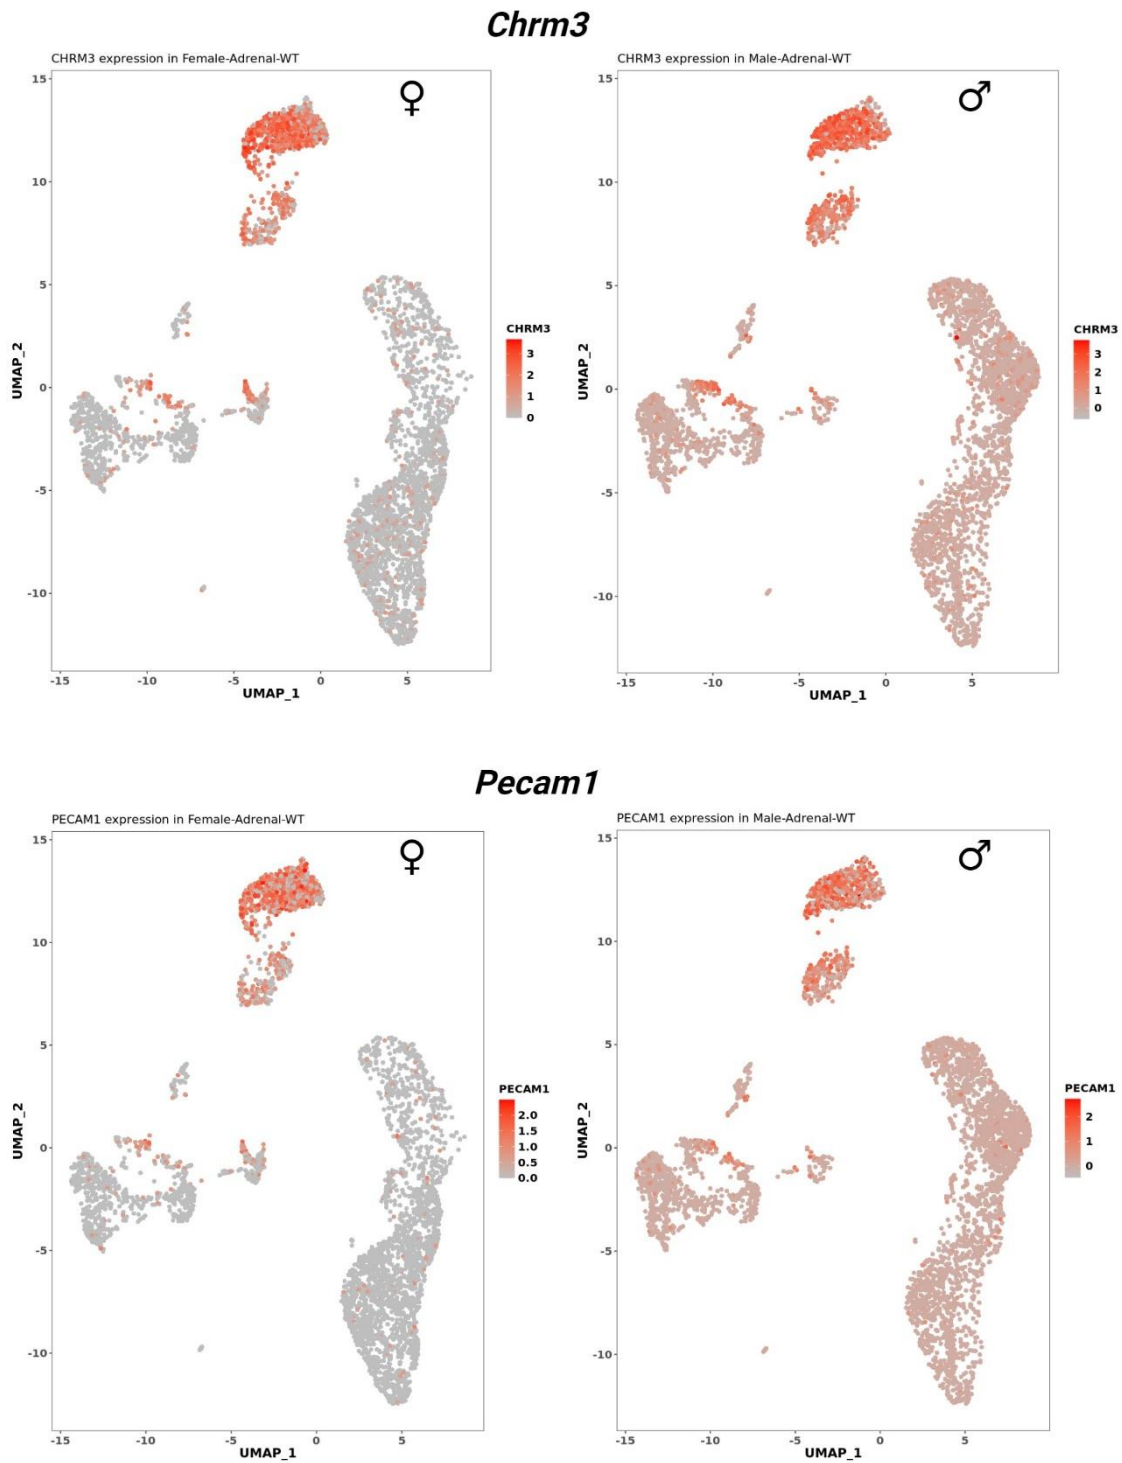 Chrm3
CHRM3 expression in Female-Adrenal-WT
♀
15
10
5
0
-5
-10
UMAP_2
-15 -10 -5 0 5
UMAP_1
CHRM3
3
2
1
0
CHRM3 expression in Male-Adrenal-WT
♂
15
10
5
0
-5
-10
UMAP_2
-15 -10 -5 0 5
UMAP_1
CHRM3
3
2
1
0
Pecam1
PECAM1 expression in Female-Adrenal-WT
♀
15
10
5
0
-5
-10
UMAP_2
-15 -10 -5 0 5
UMAP_1
PECAM1
2.0
1.5
1.0
0.5
0.0
PECAM1 expression in Male-Adrenal-WT
♂
15
10
5
0
-5
-10
UMAP_2
-15 -10 -5 0 5
UMAP_1
PECAM1
2
1
0